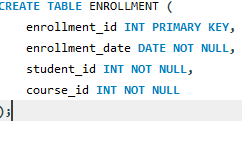 CREATE TABLE ENROLLMENT (
enrollment_id INT PRIMARY KEY,
enrollment_date DATE NOT NULL,
student_id INT NOT NULL,
course_id INT NOT NULL
);